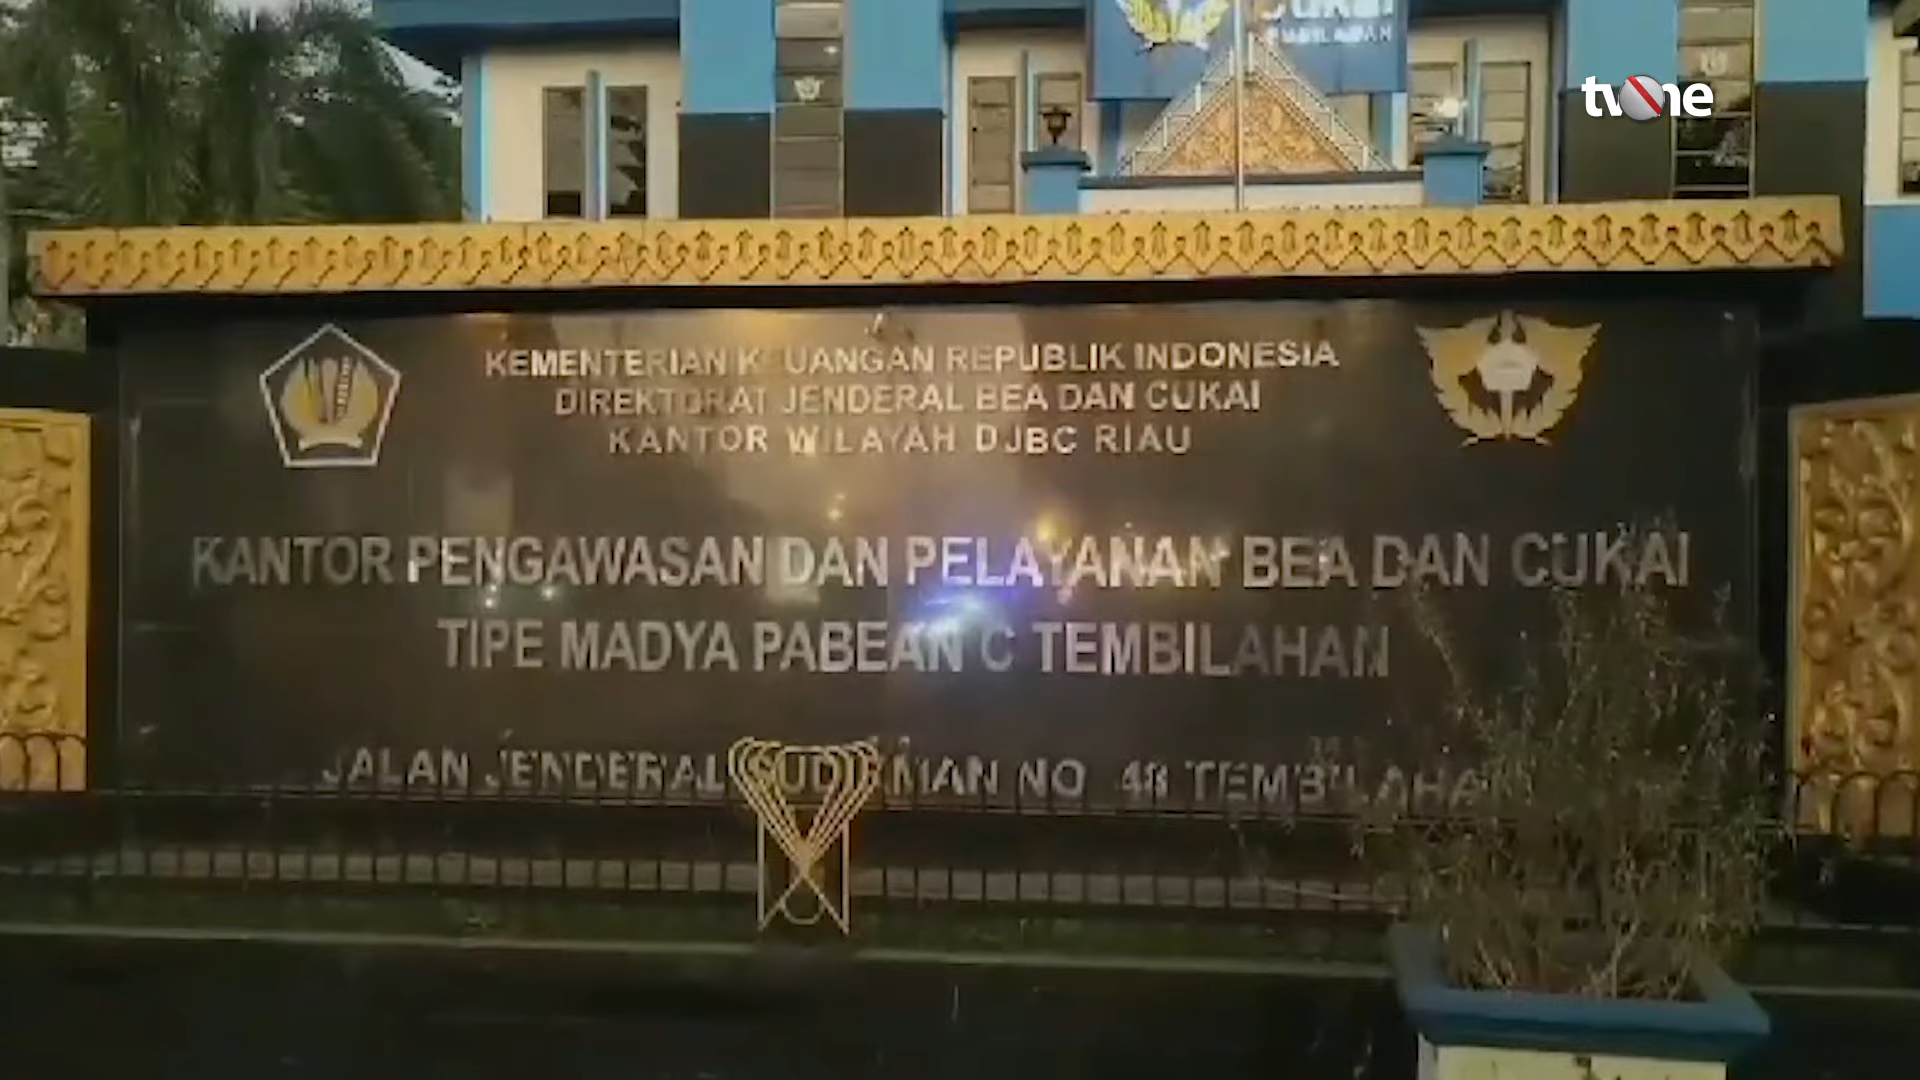 tvOne
KEMENTERIAN KEUANGAN REPUBLIK INDONESIA
DIREKTORAT JENDERAL BEA DAN CUKAI
KANTOR WILAYAH DJBC RIAU
KANTOR PENGAWASAN DAN PELAYANAN BEA DAN CUKAI
TIPE MADYA PABEAN C TEMBILAHAN
JALAN JENDERAL SUDIRMAN NO 48 TEMBILAHA